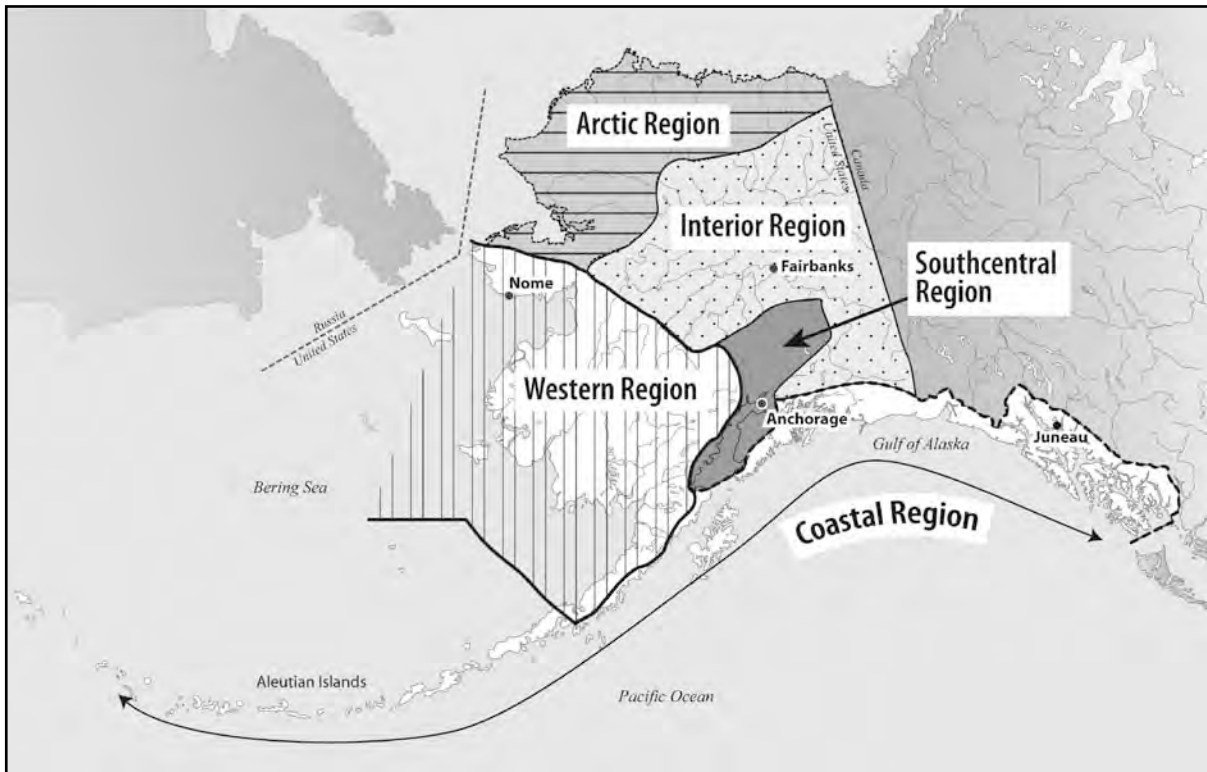 Arctic Region
United States
Canada
Interior Region
Fairbanks
Southcentral
Region
Nome
Russia
United States
Western Region
Anchorage
Juneau
Gulf of Alaska
Bering Sea
Coastal Region
Aleutian Islands
Pacific Ocean